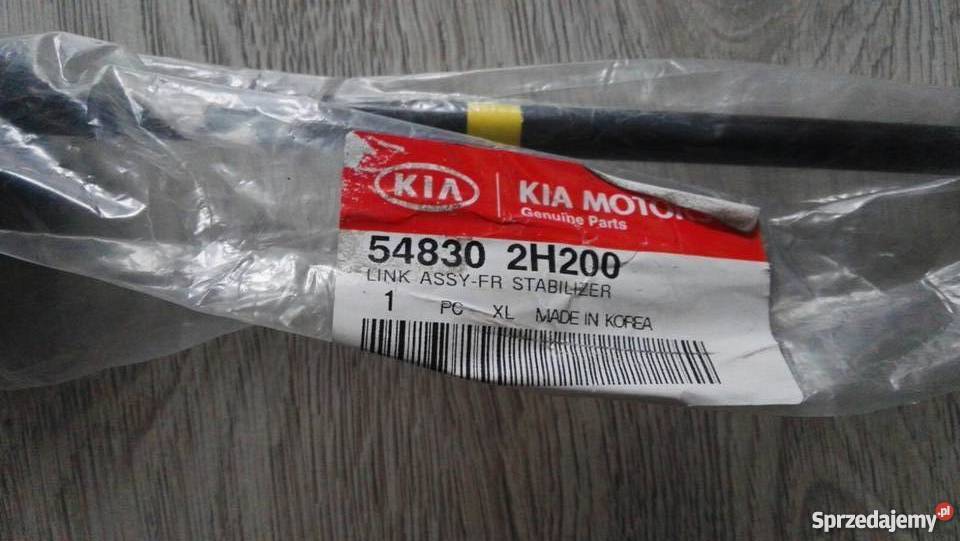 KIA
KIA MOTO
Genuine Parts
54830 2H200
LINK ASSY-FR STABILIZER
1 PC XL MADE IN KOREA
Sprzedajemy.pl